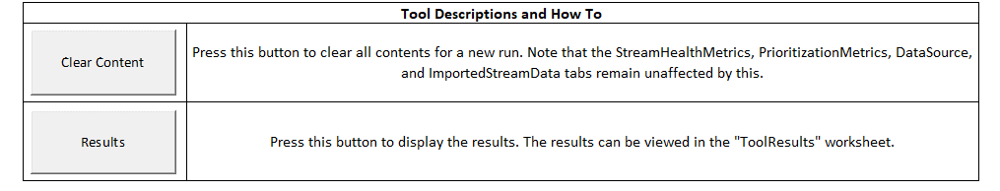 Tool Descriptions and How To
Clear Content
Press this button to clear all contents for a new run. Note that the StreamHealthMetrics, PrioritizationMetrics, DataSource,
and ImportedStreamData tabs remain unaffected by this.
Results
Press this button to display the results. The results can be viewed in the "ToolResults" worksheet.